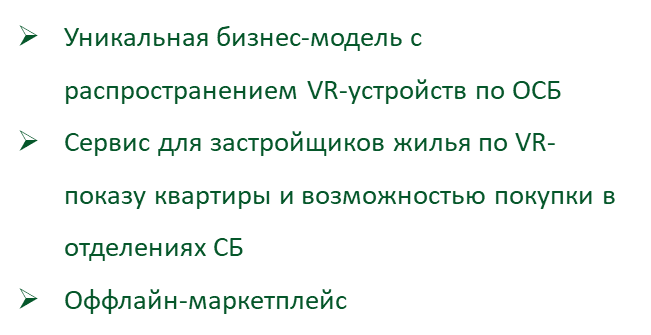 ➢ Уникальная бизнес-модель с
распространением VR-устройств по ОСБ
➢ Сервис для застройщиков жилья по VR-
показу квартиры и возможностью покупки в
отделениях СБ
➢ Оффлайн-маркетплейс